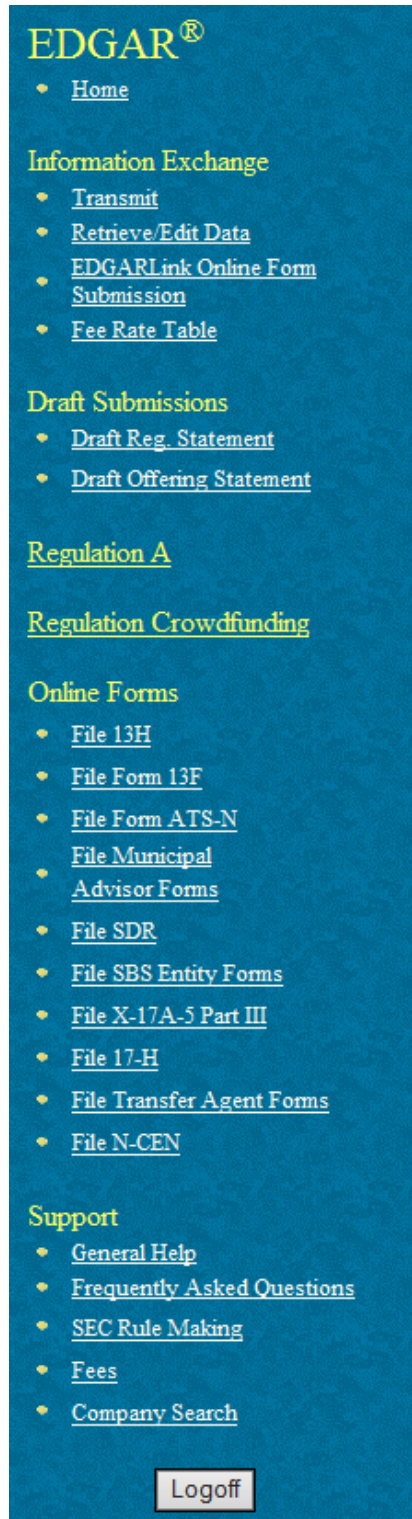 EDGAR®
Home
Information Exchange
Transmit
Retrieve/Edit Data
EDGARLink Online Form
Submission
Fee Rate Table
Draft Submissions
Draft Reg. Statement
Draft Offering Statement
Regulation A
Regulation Crowdfunding
Online Forms
File 13H
File Form 13F
File Form ATS-N
File Municipal
Advisor Forms
File SDR
File SBS Entity Forms
File X-17A-5 Part III
File 17-H
File Transfer Agent Forms
File N-CEN
Support
General Help
Frequently Asked Questions
SEC Rule Making
Fees
Company Search
Logoff